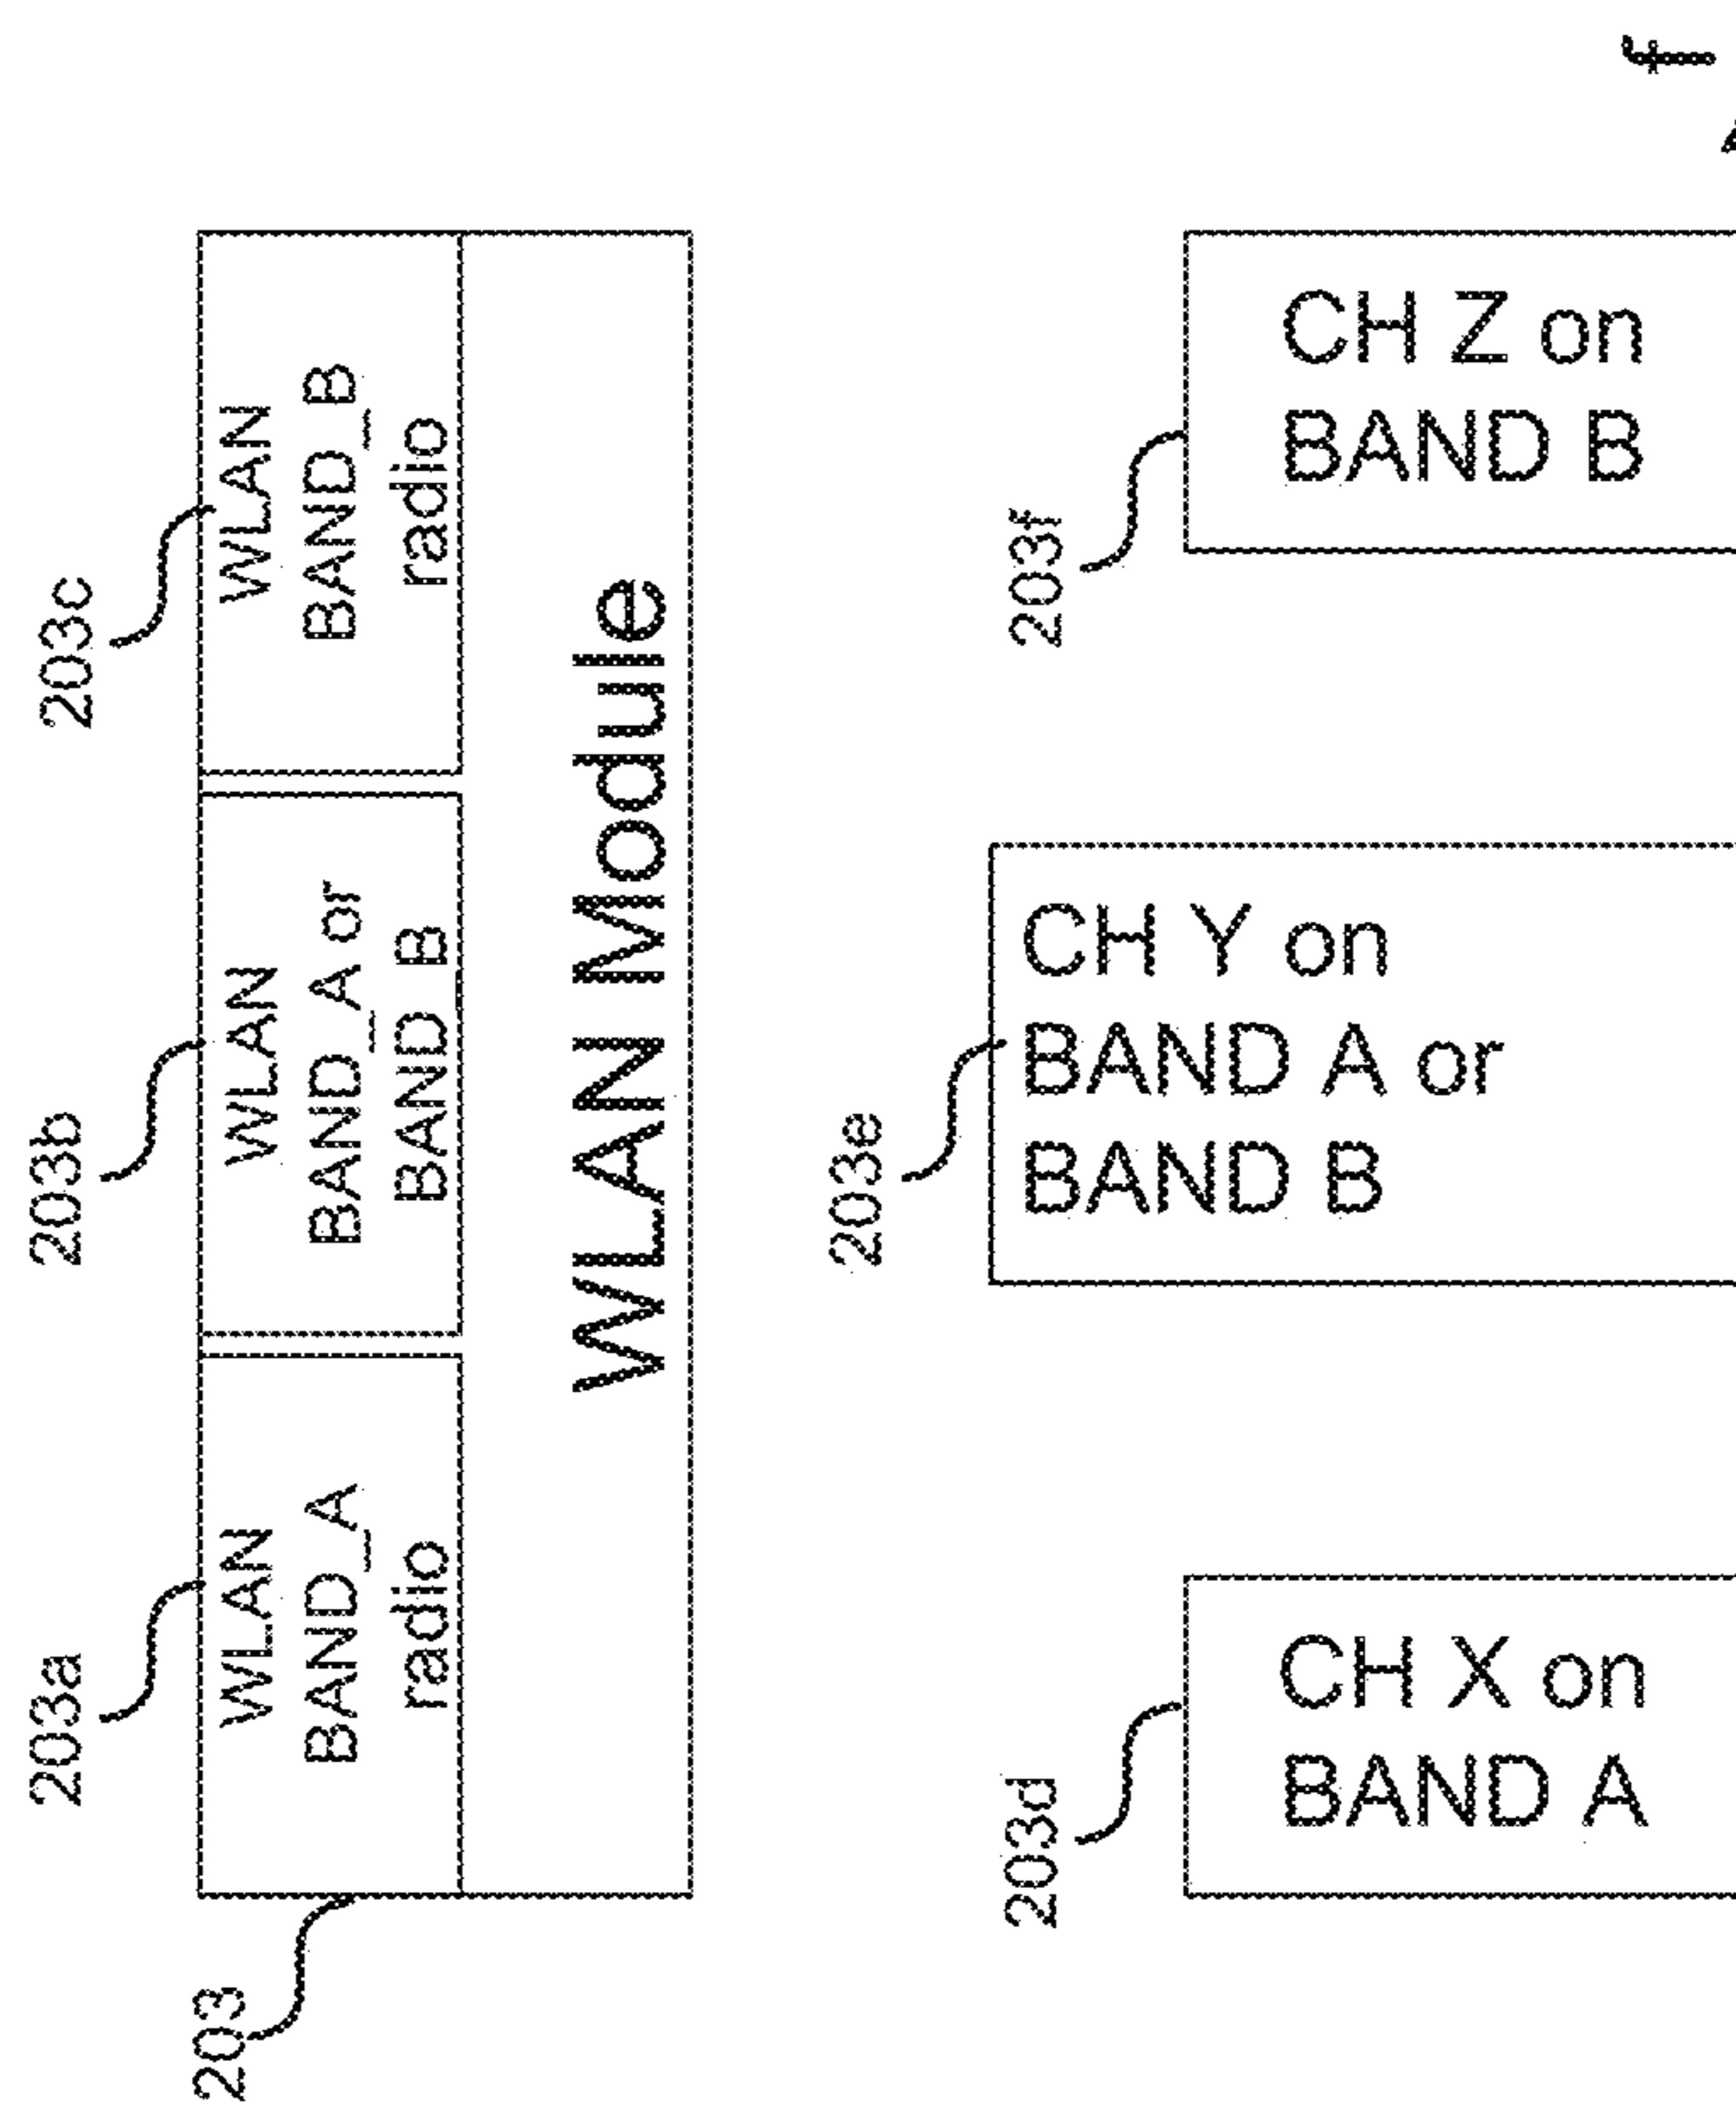 203
203a
WLAN
BAND_A
radio
203b
WLAN
BAND_A or
BAND_B
203c
WLAN
BAND_B
radio
WLAN Module
203d
CH X on
BAND A
203e
CH Y on
BAND A or
BAND B
203f
CH Z on
BAND B
f